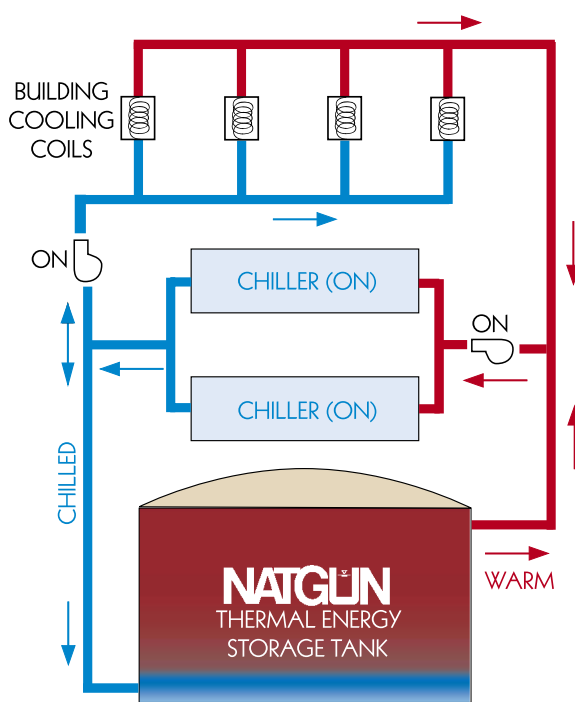 BUILDING
COOLING
COILS
ON
CHILLER (ON)
ON
CHILLER (ON)
CHILLED
WARM
NATGUN
THERMAL ENERGY
STORAGE TANK